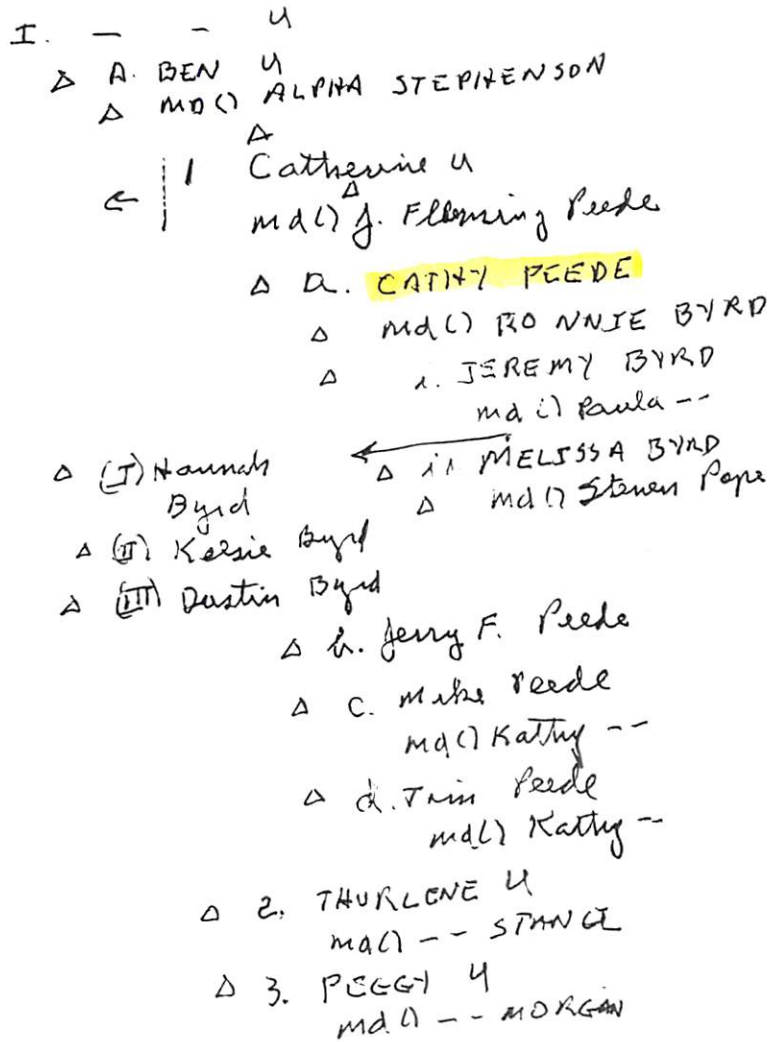 I. - - U
Δ A. BEN U
Δ MD() ALPHA STEPHENSON
Δ
← | 1 Catherine U
Δ
md() J. Flemming Peede
Δ a. CATHY PEEDE
Δ md() RONNIE BYRD
Δ i. JEREMY BYRD
md() Paula --
Δ (I) Hannah Byrd
Δ ii MELISSA BYRD
Δ md() Steven Pope
Δ (II) Kelsie Byrd
Δ (III) Dustin Byrd
Δ b. Jerry F. Peede
Δ c. Mike Peede
md() Kathy --
Δ d. Tim Peede
md() Kathy --
Δ 2. THURLENE U
md() -- STANCE
Δ 3. PEGGY U
md() -- MORGAN